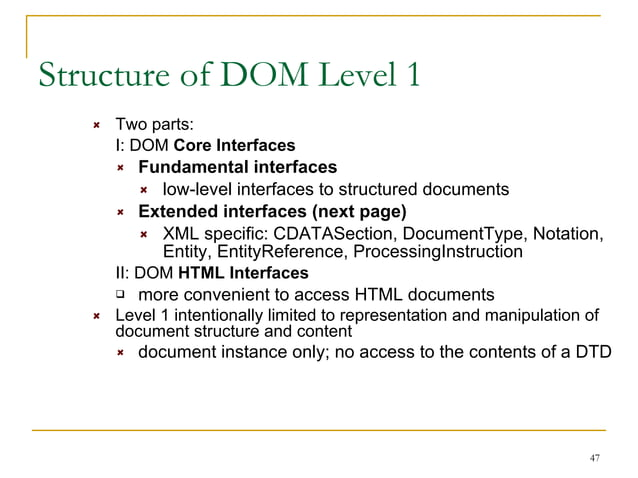 Structure of DOM Level 1
Two parts:
I: DOM Core Interfaces
Fundamental interfaces
low-level interfaces to structured documents
Extended interfaces (next page)
XML specific: CDATASection, DocumentType, Notation,
Entity, EntityReference, ProcessingInstruction
II: DOM HTML Interfaces
more convenient to access HTML documents
Level 1 intentionally limited to representation and manipulation of
document structure and content
document instance only; no access to the contents of a DTD
47